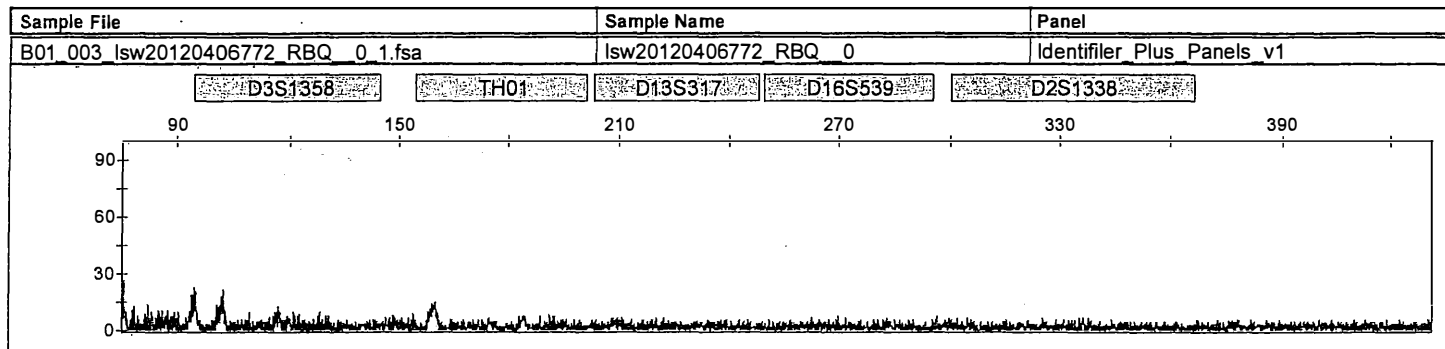 Sample File Sample Name Panel
B01_003_lsw20120406772_RBQ__0_1.fsa lsw20120406772_RBQ__0 Identifiler_Plus_Panels_v1
D3S1358 TH01 D13S317 D16S539 D2S1338
90 150 210 270 330 390
90
60
30
0